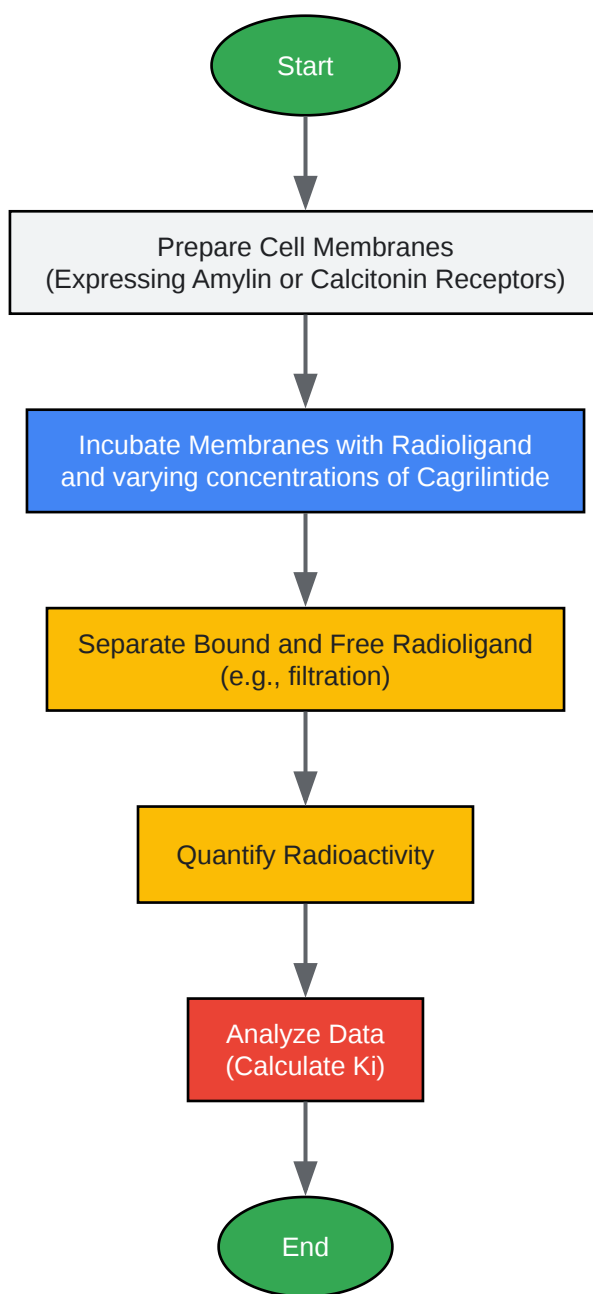 Start
Prepare Cell Membranes
(Expressing Amylin or Calcitonin Receptors)
Incubate Membranes with Radioligand
and varying concentrations of Cagrilintide
Separate Bound and Free Radioligand
(e.g., filtration)
Quantify Radioactivity
Analyze Data
(Calculate Ki)
End